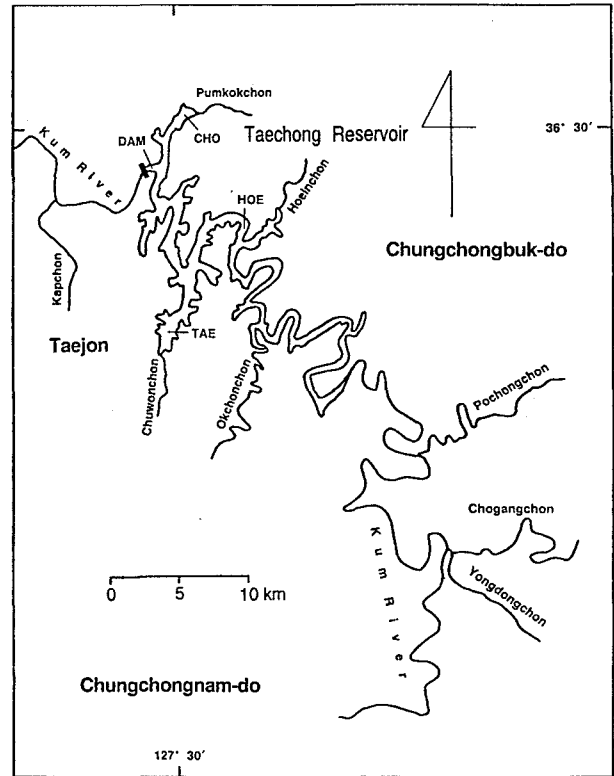 Pumkokchon
DAM
CHO
Taechong Reservoir
36° 30′
Kum River
HOE
Hoeinchon
Chungchongbuk-do
Kapchon
Taejon
TAE
Chuwonchon
Okchonchon
Pochongchon
Chogangchon
Yongdongchon
Kum River
0 5 10 km
Chungchongnam-do
127° 30′